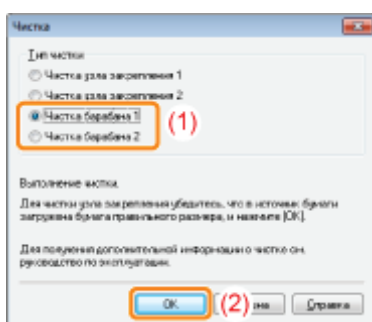 Чистка
Тип чистки
Чистка узла закрепления 1
Чистка узла закрепления 2
Чистка барабана 1
(1)
Чистка барабана 2
Выполнение чистки.
Для чистки узла закрепления убедитесь, что в источник бумаги
загружена бумага правильного размера, и нажмите [OK].
Для получения дополнительной информации о чистке см.
руководство по эксплуатации.
OK (2) на Справка